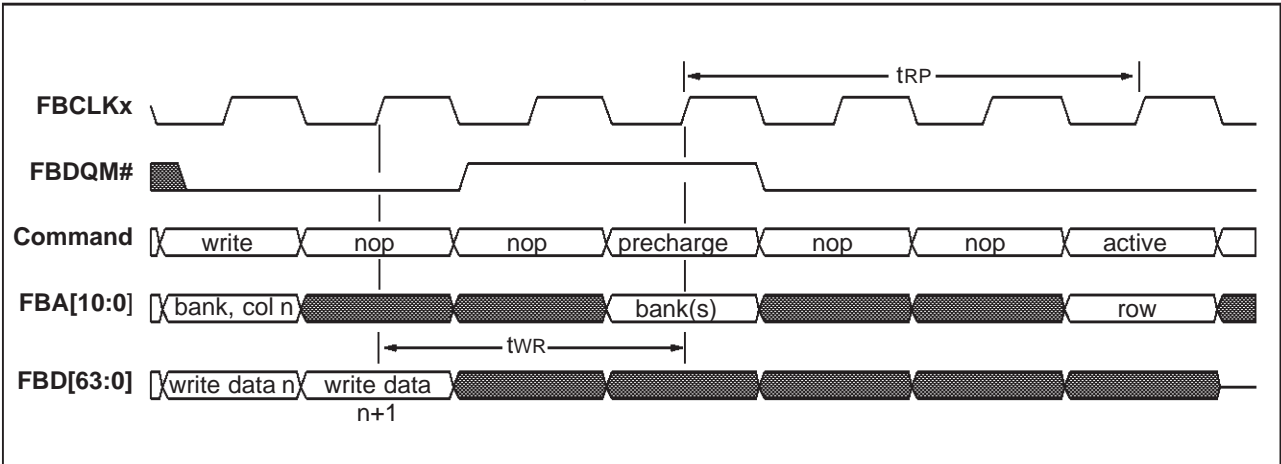 tRP
FBCLKx
FBDQM#
Command write nop nop precharge nop nop active
FBA[10:0] bank, col n bank(s) row
tWR
FBD[63:0] write data n write data
n+1